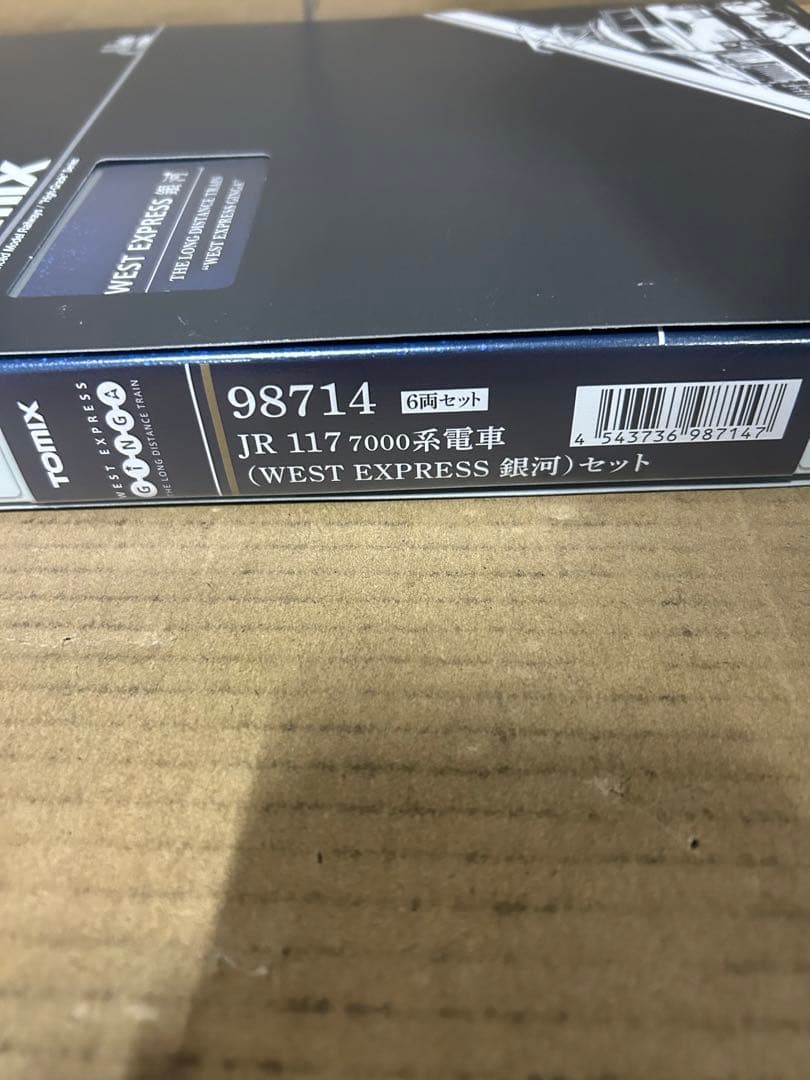 WEST EXPRESS 銀河
THE LONG DISTANCE TRAIN
"WEST EXPRESS GINGA"
TOMIX
WEST EXPRESS
GINGA
THE LONG DISTANCE TRAIN
98714 6両セット
JR 117 7000系電車
(WEST EXPRESS 銀河)セット
4 543736 987147